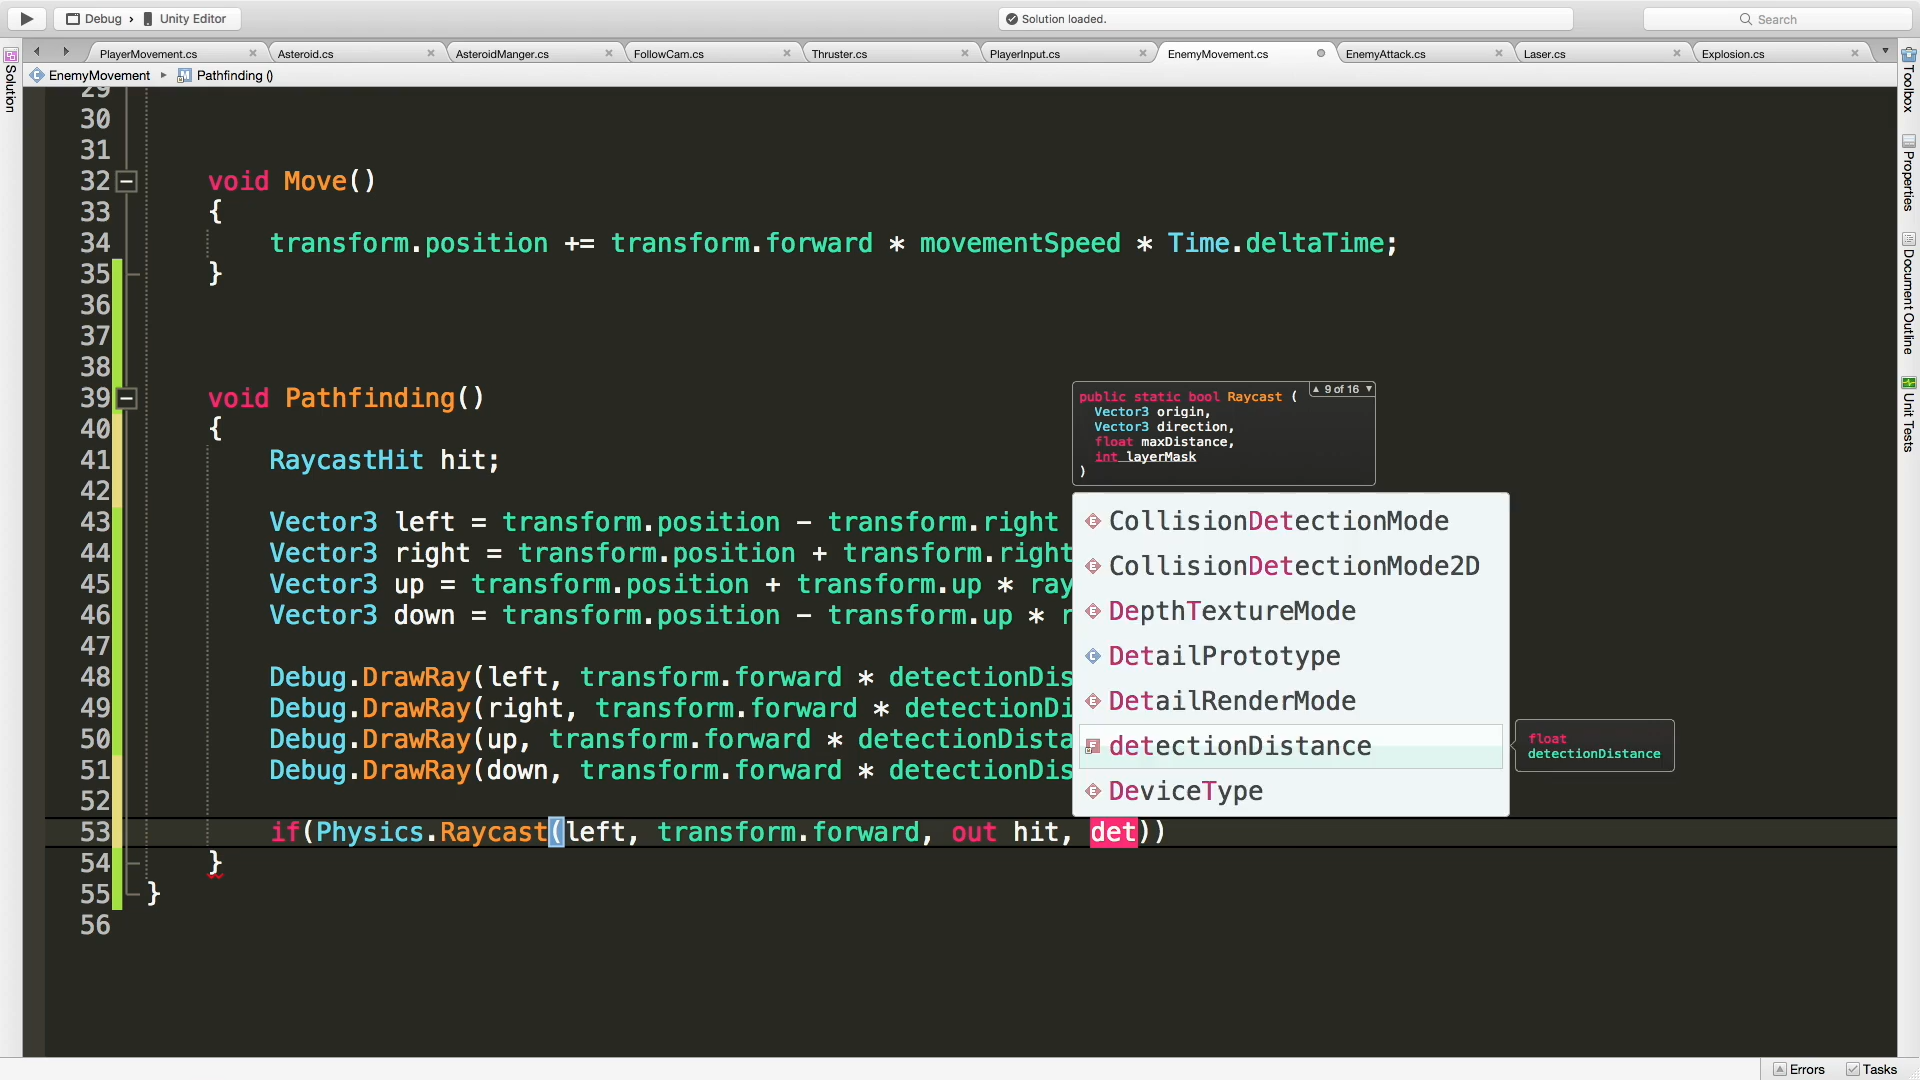 Debug › Unity Editor
Solution loaded.
Search
PlayerMovement.cs
Asteroid.cs
AsteroidManger.cs
FollowCam.cs
Thruster.cs
PlayerInput.cs
EnemyMovement.cs
EnemyAttack.cs
Laser.cs
Explosion.cs
EnemyMovement
Pathfinding ()
Solution
29
30
31
32 void Move()
33 {
34 transform.position += transform.forward * movementSpeed * Time.deltaTime;
35 }
36
37
38
39 void Pathfinding()
40 {
41 RaycastHit hit;
42
43 Vector3 left = transform.position - transform.right
44 Vector3 right = transform.position + transform.right
45 Vector3 up = transform.position + transform.up * ray
46 Vector3 down = transform.position - transform.up * r
47
48 Debug.DrawRay(left, transform.forward * detectionDis
49 Debug.DrawRay(right, transform.forward * detectionDi
50 Debug.DrawRay(up, transform.forward * detectionDista
51 Debug.DrawRay(down, transform.forward * detectionDis
52
53 if(Physics.Raycast(left, transform.forward, out hit, det))
54 }
55 }
56
9 of 16
public static bool Raycast (
Vector3 origin,
Vector3 direction,
float maxDistance,
int layerMask
)
CollisionDetectionMode
CollisionDetectionMode2D
DepthTextureMode
DetailPrototype
DetailRenderMode
detectionDistance
DeviceType
float
detectionDistance
Toolbox
Properties
Document Outline
Unit Tests
Errors
Tasks